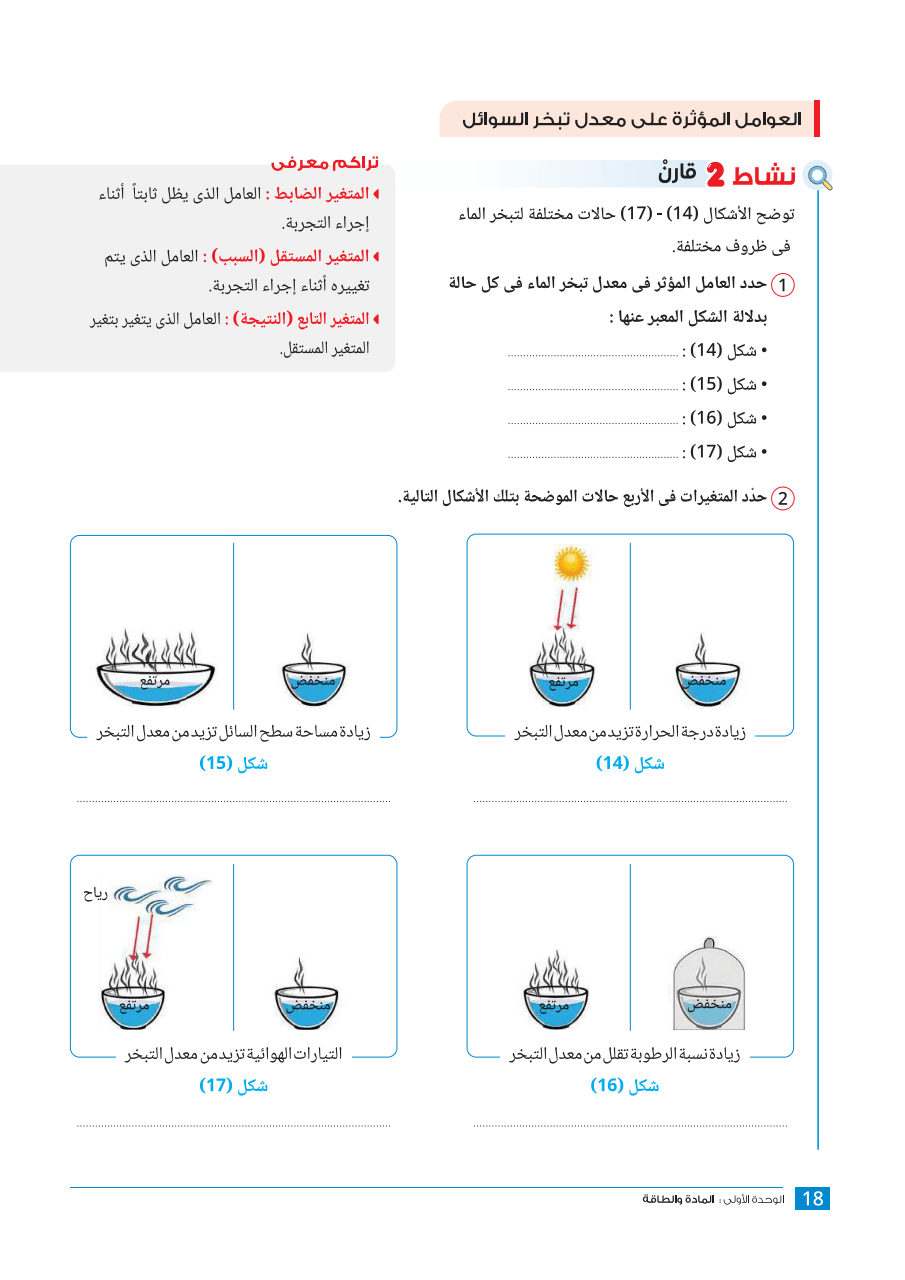 العوامل المؤثرة على معدل تبخر السوائل
نشاط 2 قارنْ
توضح الأشكال (14) - (17) حالات مختلفة لتبخر الماء
فى ظروف مختلفة.
1 حدد العامل المؤثر فى معدل تبخر الماء فى كل حالة
بدلالة الشكل المعبر عنها :
• شكل (14) : ........................................................
• شكل (15) : ........................................................
• شكل (16) : ........................................................
• شكل (17) : ........................................................
تراكم معرفى
المتغير الضابط : العامل الذى يظل ثابتاً أثناء
إجراء التجربة.
المتغير المستقل (السبب) : العامل الذى يتم
تغييره أثناء إجراء التجربة.
المتغير التابع (النتيجة) : العامل الذى يتغير بتغير
المتغير المستقل.
2 حدّد المتغيرات فى الأربع حالات الموضحة بتلك الأشكال التالية.
منخفض
مرتفع
زيادة درجة الحرارة تزيد من معدل التبخر
شكل (14)
منخفض
مرتفع
زيادة مساحة سطح السائل تزيد من معدل التبخر
شكل (15)
منخفض
مرتفع
زيادة نسبة الرطوبة تقلل من معدل التبخر
شكل (16)
رياح
منخفض
مرتفع
التيارات الهوائية تزيد من معدل التبخر
شكل (17)
18 الوحدة الأولى : المادة والطاقة